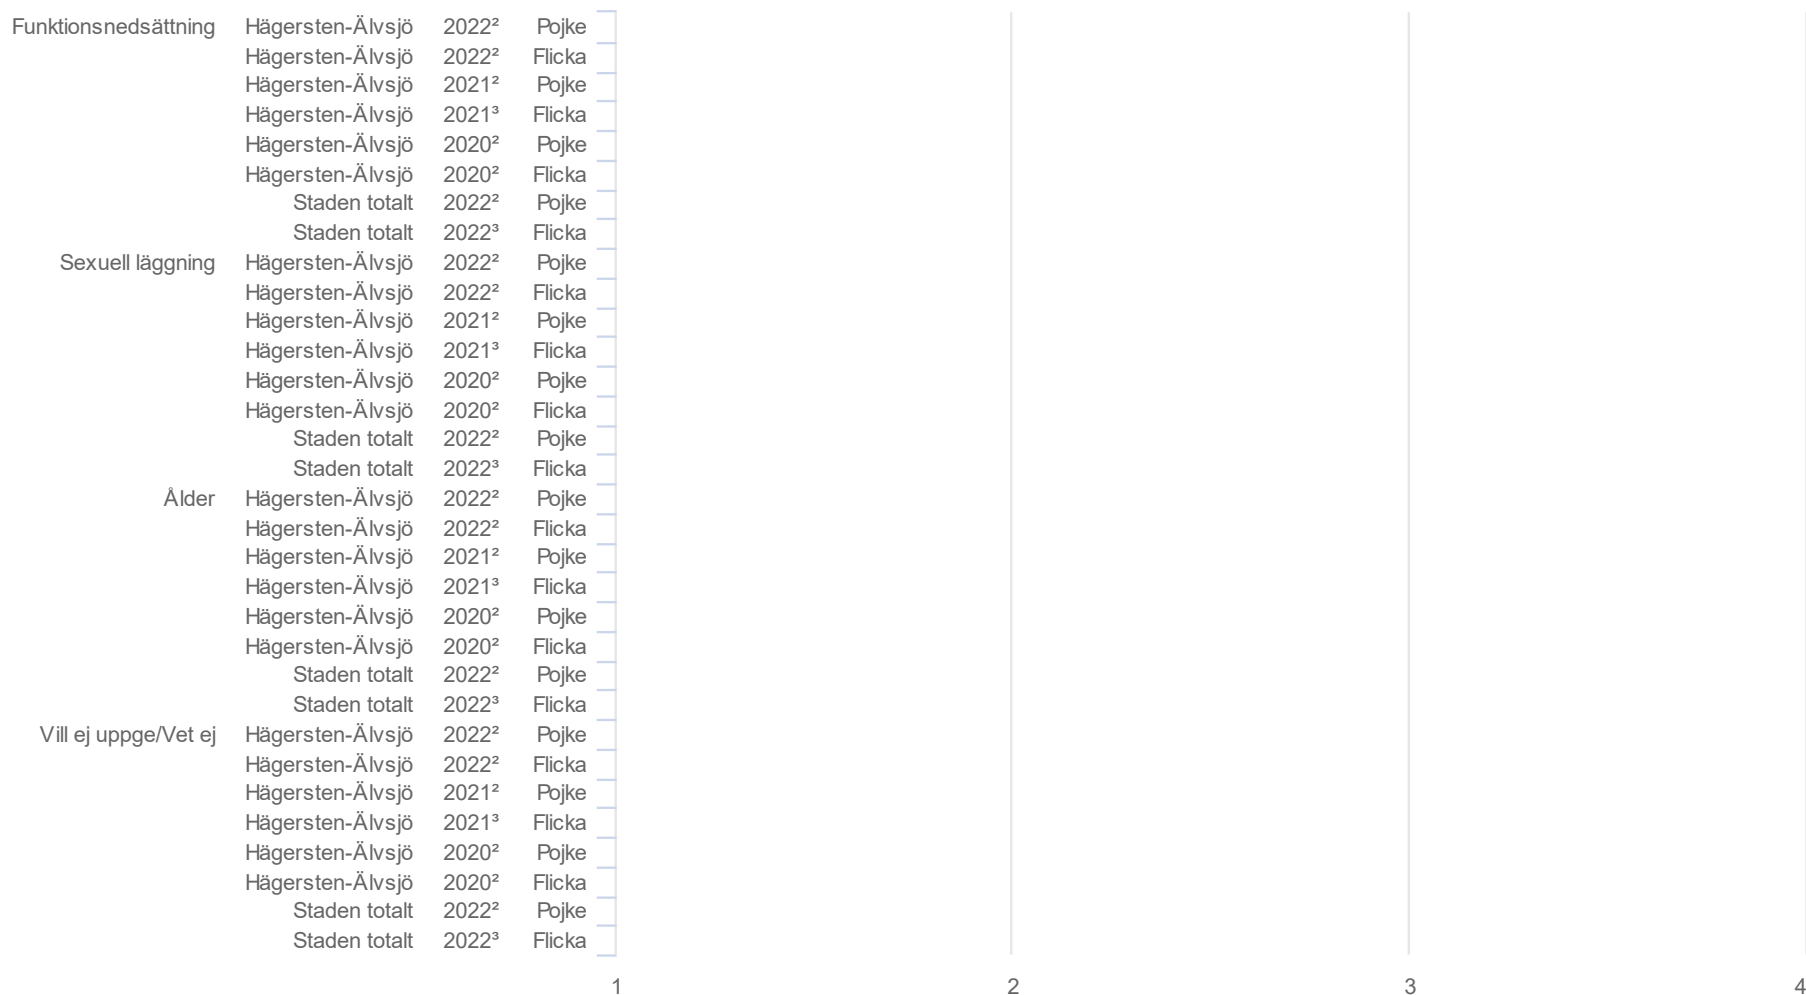 Funktionsnedsättning Hägersten-Älvsjö 2022² Pojke
Hägersten-Älvsjö 2022² Flicka
Hägersten-Älvsjö 2021² Pojke
Hägersten-Älvsjö 2021³ Flicka
Hägersten-Älvsjö 2020² Pojke
Hägersten-Älvsjö 2020² Flicka
Staden totalt 2022² Pojke
Staden totalt 2022³ Flicka
Sexuell läggning Hägersten-Älvsjö 2022² Pojke
Hägersten-Älvsjö 2022² Flicka
Hägersten-Älvsjö 2021² Pojke
Hägersten-Älvsjö 2021³ Flicka
Hägersten-Älvsjö 2020² Pojke
Hägersten-Älvsjö 2020² Flicka
Staden totalt 2022² Pojke
Staden totalt 2022³ Flicka
Ålder Hägersten-Älvsjö 2022² Pojke
Hägersten-Älvsjö 2022² Flicka
Hägersten-Älvsjö 2021² Pojke
Hägersten-Älvsjö 2021³ Flicka
Hägersten-Älvsjö 2020² Pojke
Hägersten-Älvsjö 2020² Flicka
Staden totalt 2022² Pojke
Staden totalt 2022³ Flicka
Vill ej uppge/Vet ej Hägersten-Älvsjö 2022² Pojke
Hägersten-Älvsjö 2022² Flicka
Hägersten-Älvsjö 2021² Pojke
Hägersten-Älvsjö 2021³ Flicka
Hägersten-Älvsjö 2020² Pojke
Hägersten-Älvsjö 2020² Flicka
Staden totalt 2022² Pojke
Staden totalt 2022³ Flicka
1 2 3 4